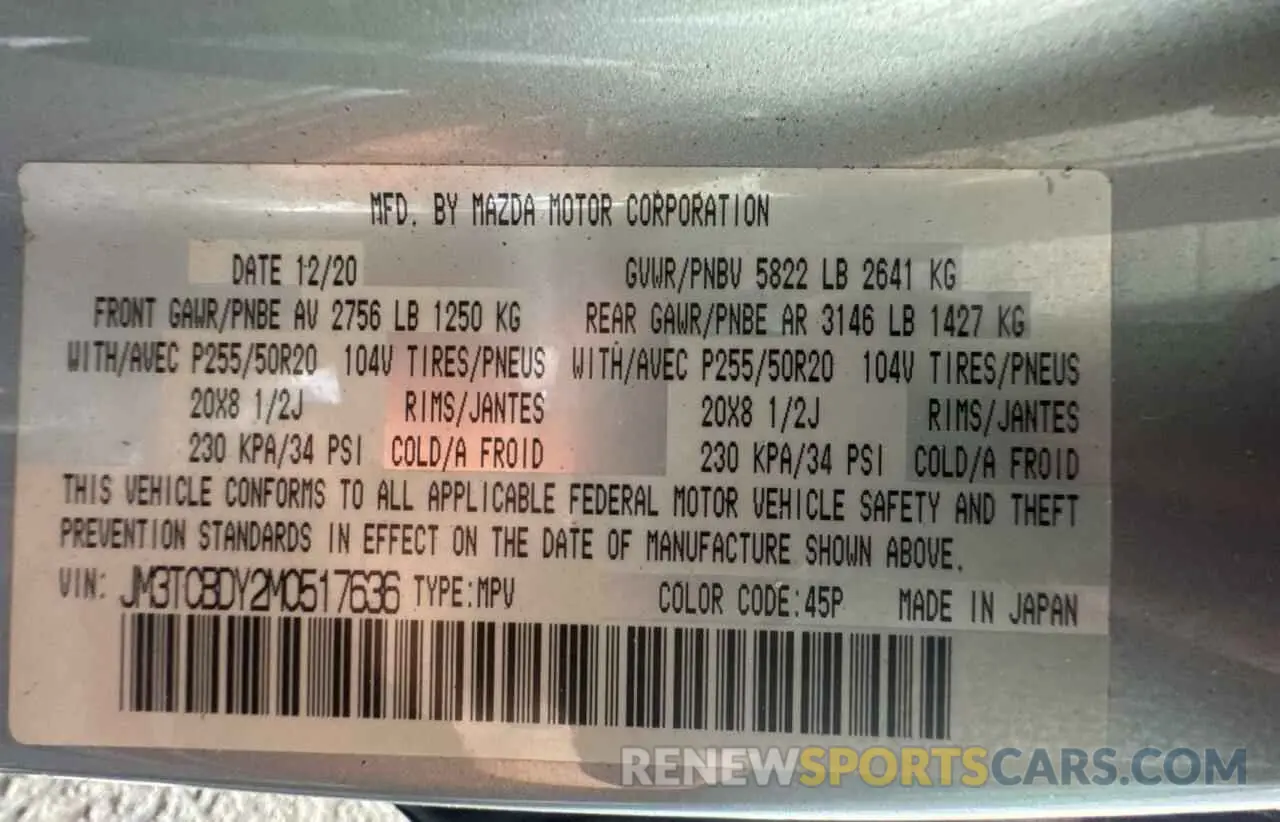 MFD. BY MAZDA MOTOR CORPORATION
DATE 12/20 GVWR/PNBV 5822 LB 2641 KG
FRONT GAWR/PNBE AV 2756 LB 1250 KG REAR GAWR/PNBE AR 3146 LB 1427 KG
WITH/AVEC P255/50R20 104V TIRES/PNEUS WITH/AVEC P255/50R20 104V TIRES/PNEUS
20X8 1/2J RIMS/JANTES 20X8 1/2J RIMS/JANTES
230 KPA/34 PSI COLD/A FROID 230 KPA/34 PSI COLD/A FROID
THIS VEHICLE CONFORMS TO ALL APPLICABLE FEDERAL MOTOR VEHICLE SAFETY AND THEFT
PREVENTION STANDARDS IN EFFECT ON THE DATE OF MANUFACTURE SHOWN ABOVE.
VIN: JM3TCBDY2M0517636 TYPE:MPV COLOR CODE:45P MADE IN JAPAN
RENEWSPORTSCARS.COM